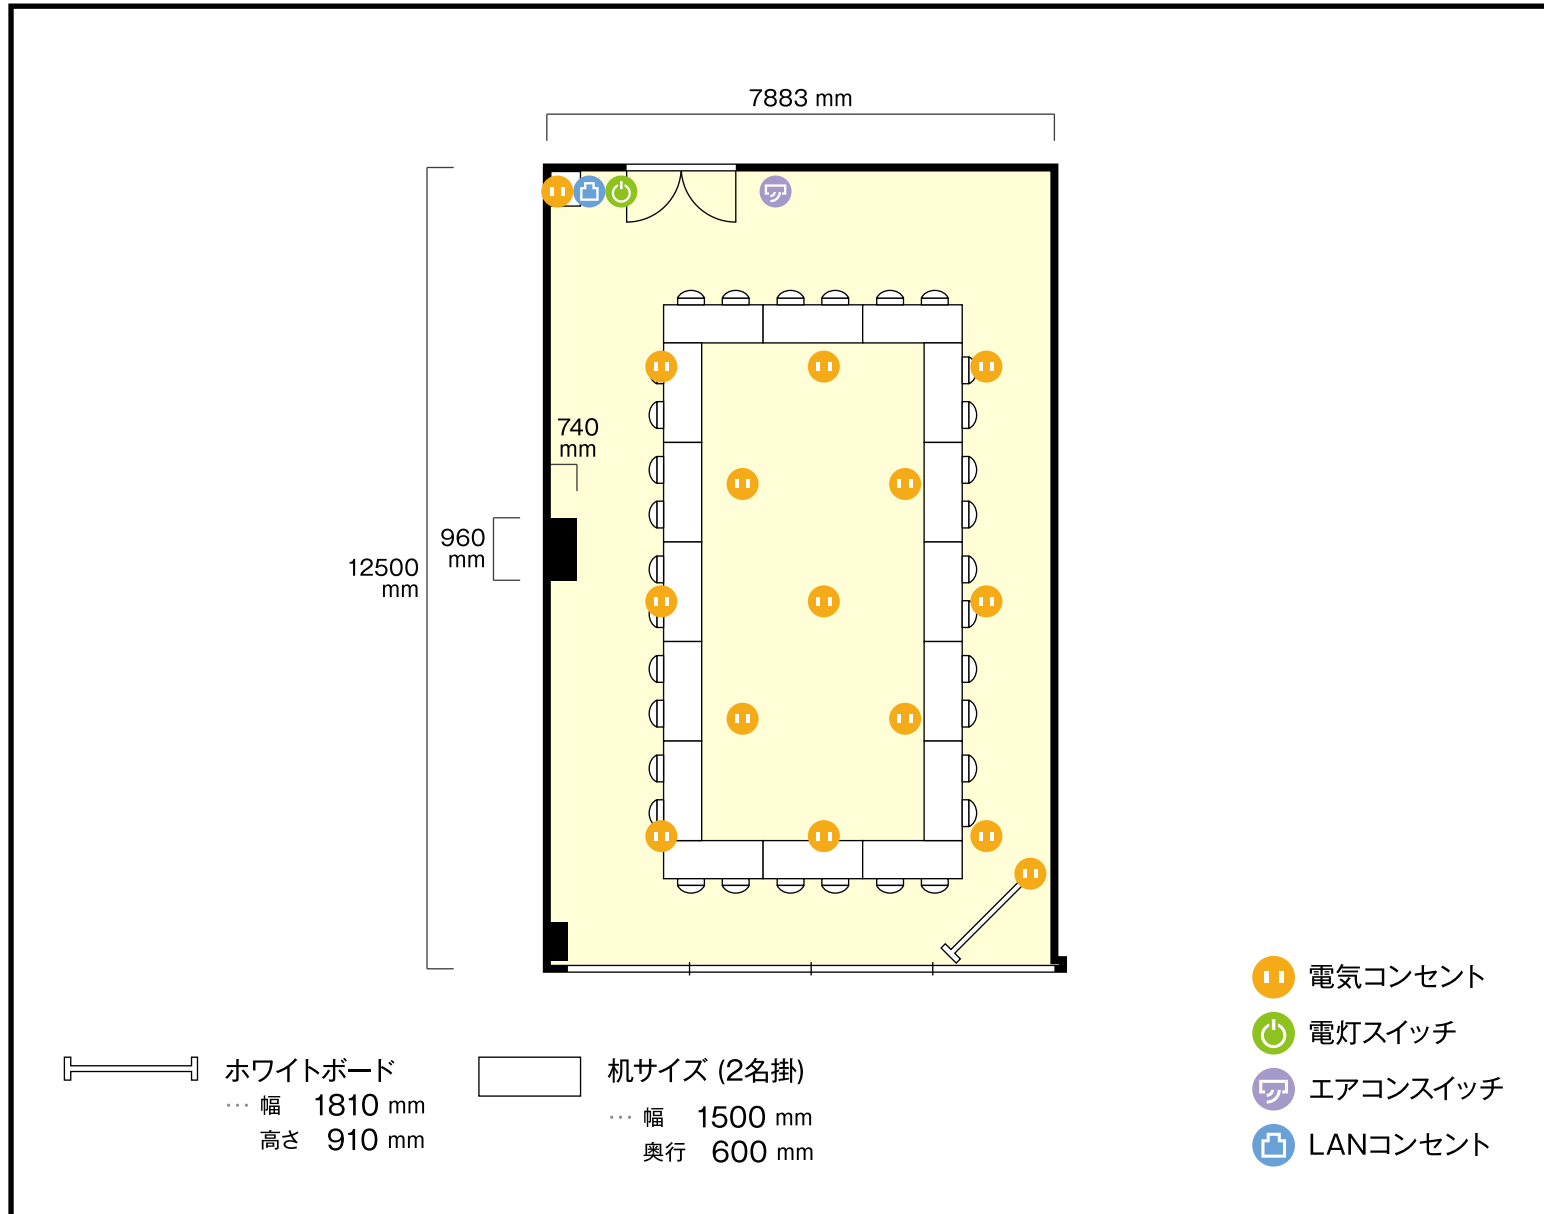 7883 mm
740
mm
960
mm
12500
mm
ホワイトボード
… 幅 1810 mm
高さ 910 mm
机サイズ (2名掛)
… 幅 1500 mm
奥行 600 mm
電気コンセント
電灯スイッチ
エアコンスイッチ
LANコンセント